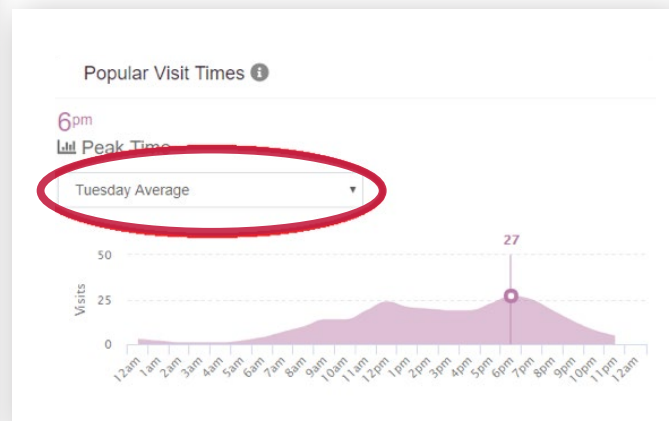 Popular Visit Times i
6pm
Peak Time
Tuesday Average
27
50
25
0
Visits
12am 1am 2am 3am 4am 5am 6am 7am 8am 9am 10am 11am 12pm 1pm 2pm 3pm 4pm 5pm 6pm 7pm 8pm 9pm 10pm 11pm 12am